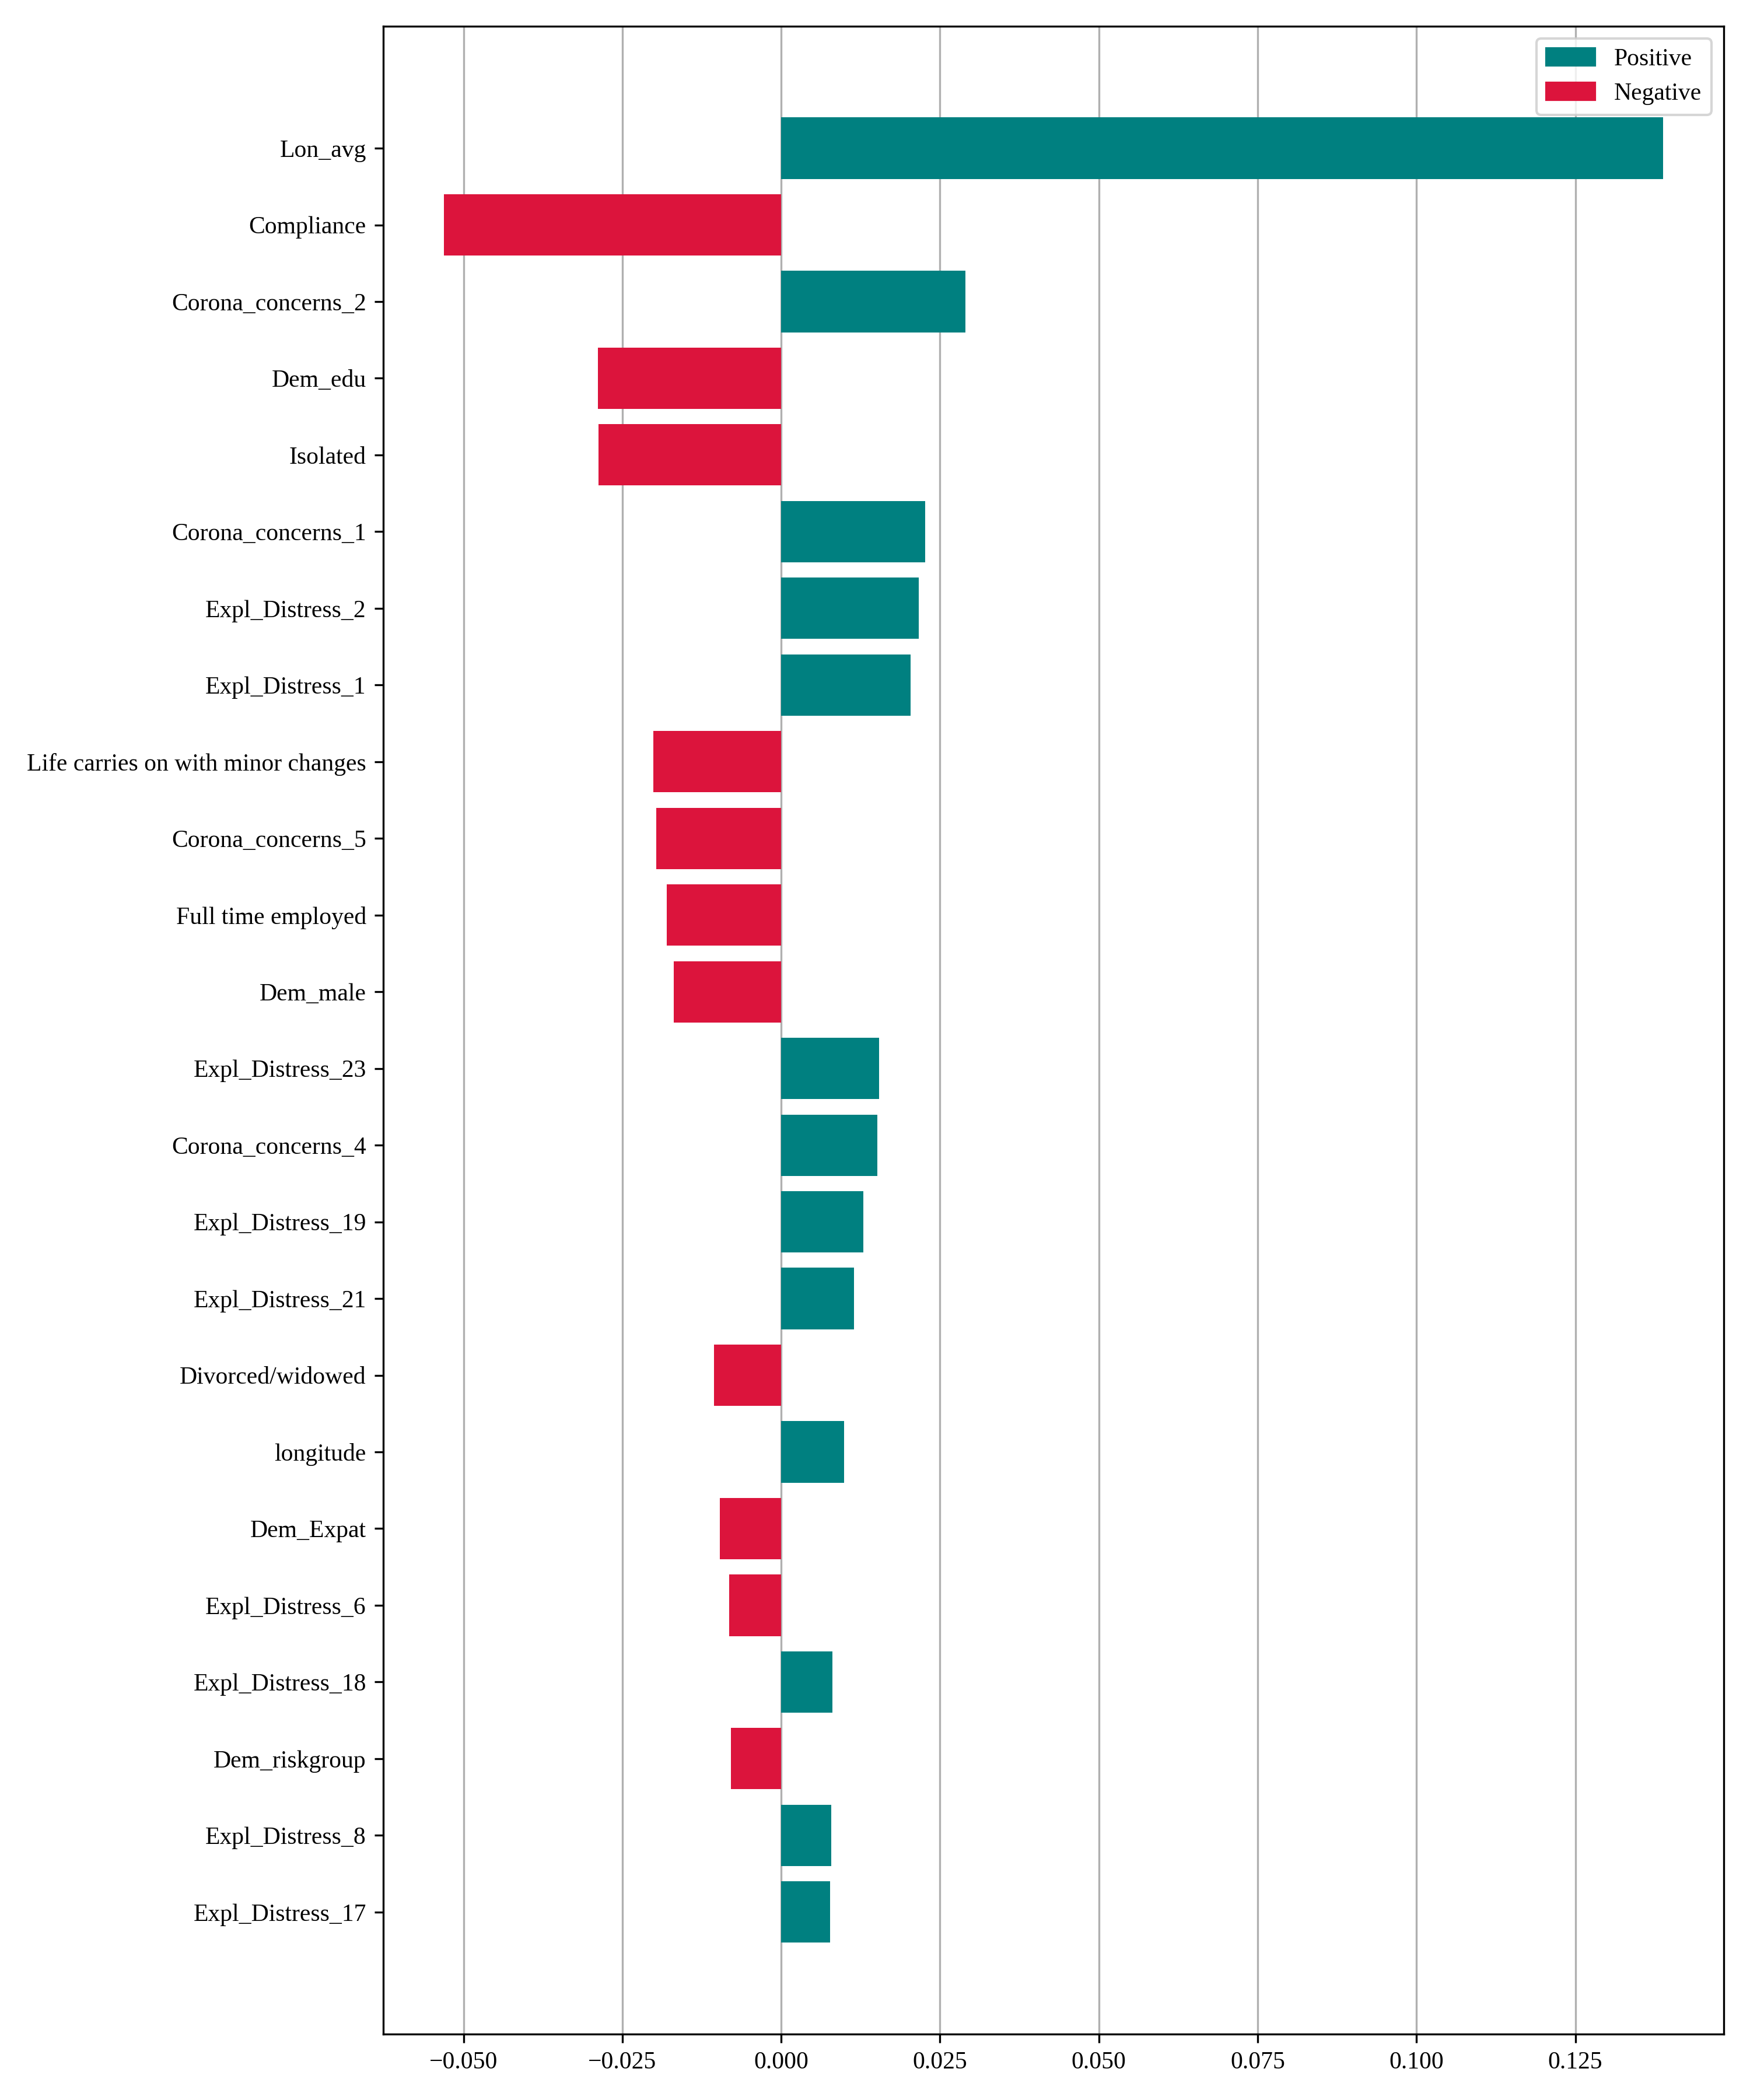 Positive
Negative
Lon_avg
Compliance
Corona_concerns_2
Dem_edu
Isolated
Corona_concerns_1
Expl_Distress_2
Expl_Distress_1
Life carries on with minor changes
Corona_concerns_5
Full time employed
Dem_male
Expl_Distress_23
Corona_concerns_4
Expl_Distress_19
Expl_Distress_21
Divorced/widowed
longitude
Dem_Expat
Expl_Distress_6
Expl_Distress_18
Dem_riskgroup
Expl_Distress_8
Expl_Distress_17
−0.050 −0.025 0.000 0.025 0.050 0.075 0.100 0.125